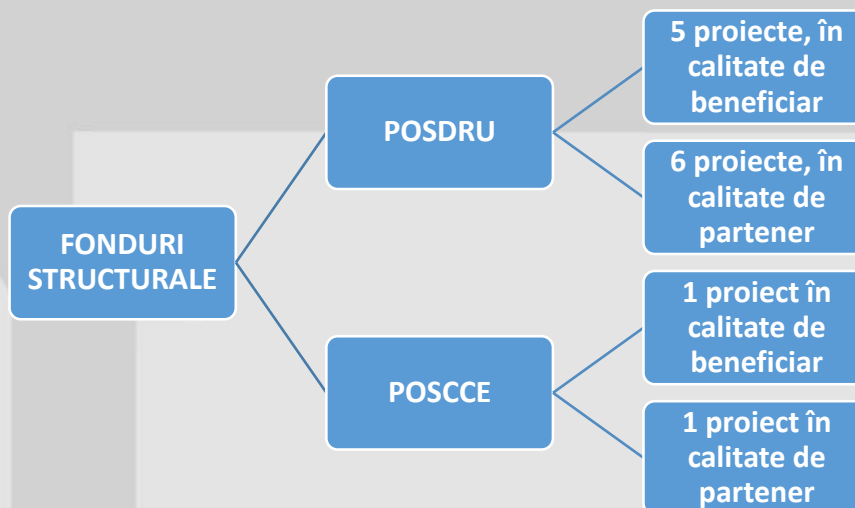 FONDURI
STRUCTURALE
POSDRU
5 proiecte, în
calitate de
beneficiar
6 proiecte, în
calitate de
partener
POSCCE
1 proiect în
calitate de
beneficiar
1 proiect în
calitate de
partener